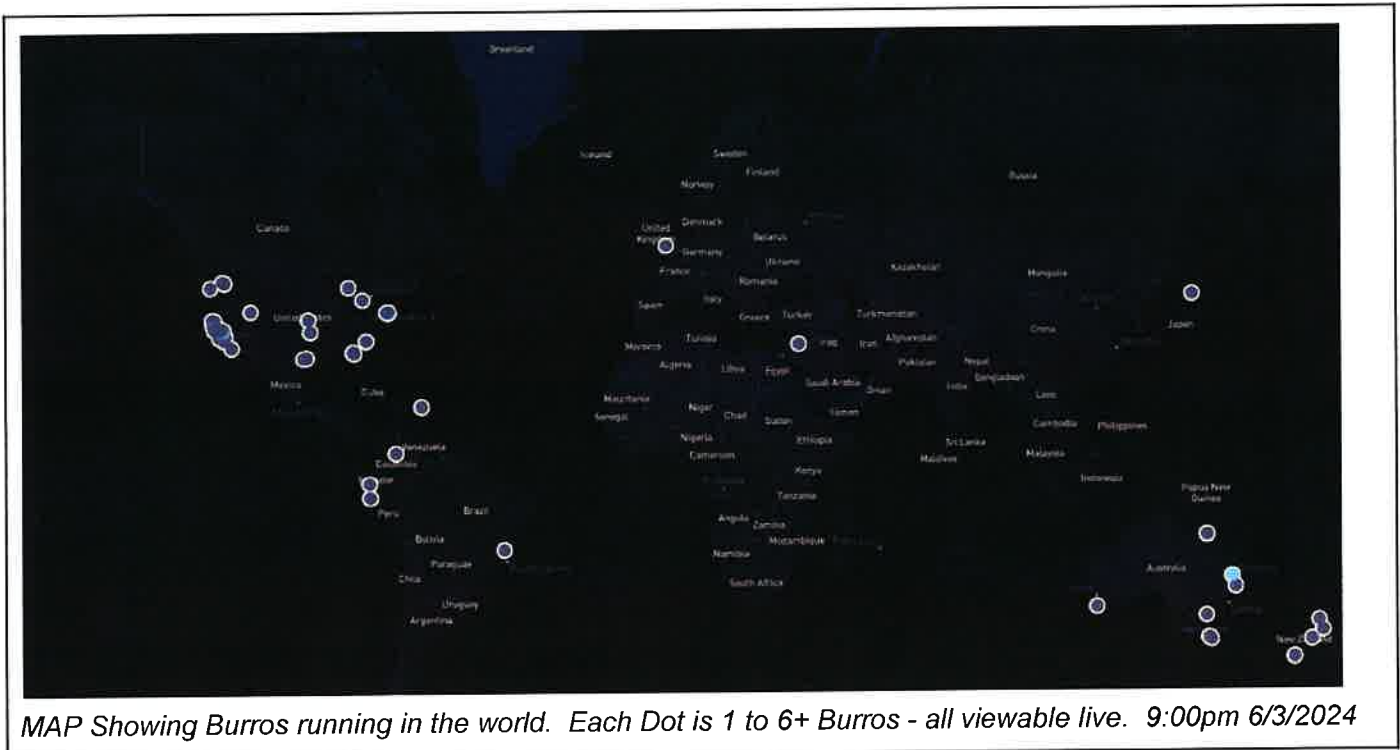 Greenland
Iceland
Sweden
Finland
Norway
Russia
Canada
United
Kingdom
Denmark
Belarus
Germany
Ukraine
France
Kazakhstan
Mongolia
Romania
Spain
Italy
United States
Greece
Turkey
Turkmenistan
Japan
China
Morocco
Tunisia
Iraq
Iran
Afghanistan
Algeria
Libya
Egypt
Pakistan
Nepal
Mexico
Cuba
Saudi Arabia
Oman
India
Bangladesh
Mauritania
Laos
Senegal
Niger
Chad
Sudan
Yemen
Cambodia
Philippines
Nigeria
Ethiopia
Venezuela
Sri Lanka
Colombia
Cameroon
Maldives
Malaysia
Kenya
Indonesia
Papua New
Guinea
Tanzania
Peru
Brazil
Angola
Zambia
Bolivia
Mozambique
Namibia
Paraguay
Australia
Chile
South Africa
Uruguay
Argentina
MAP Showing Burros running in the world. Each Dot is 1 to 6+ Burros - all viewable live. 9:00pm 6/3/2024